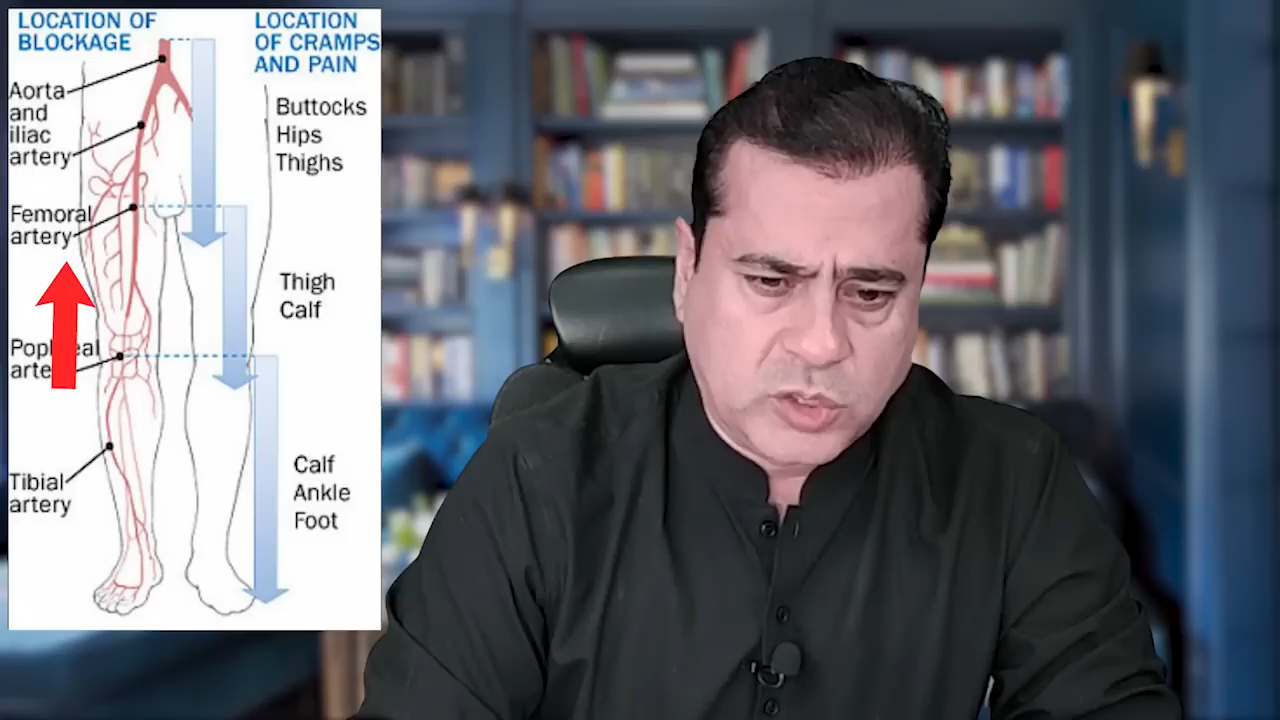 LOCATION OF
BLOCKAGE
LOCATION
OF CRAMPS
AND PAIN
Aorta
and
iliac
artery
Buttocks
Hips
Thighs
Femoral
artery
Thigh
Calf
Tibial
artery
Calf
Ankle
Foot